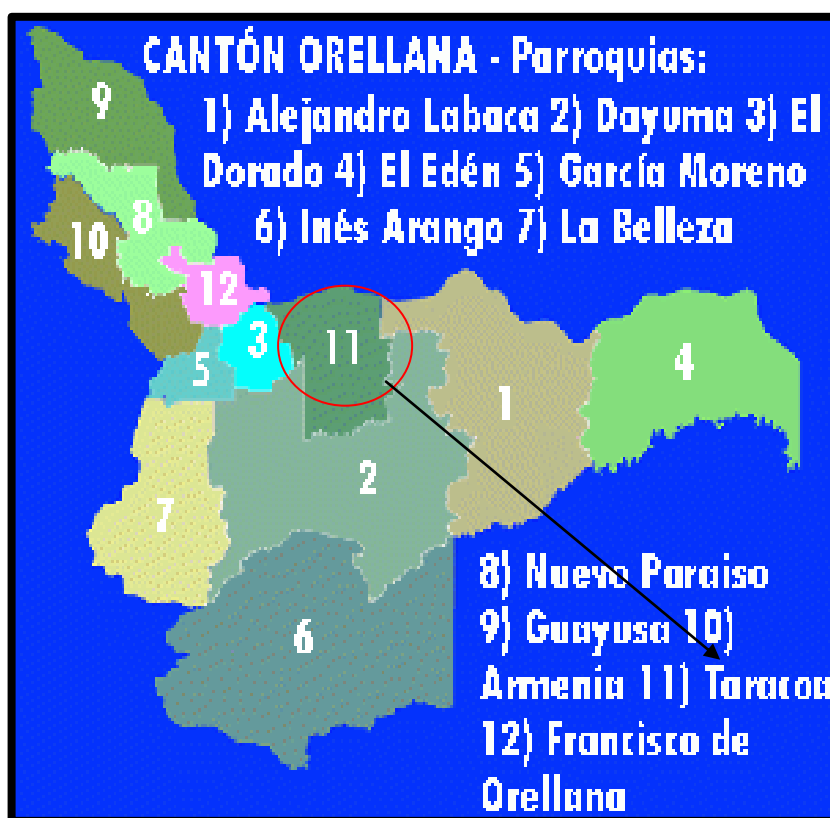 CANTÓN ORELLANA - Parroquias:
1) Alejandro Labaca 2) Dayuma 3) El
Dorado 4) El Edén 5) García Moreno
6) Inés Arango 7) La Belleza
9
8
10
12
3
11
5
4
1
2
7
6
8) Nuevo Paraiso
9) Guayusa 10)
Armenia 11) Taracoa
12) Francisco de
Orellana